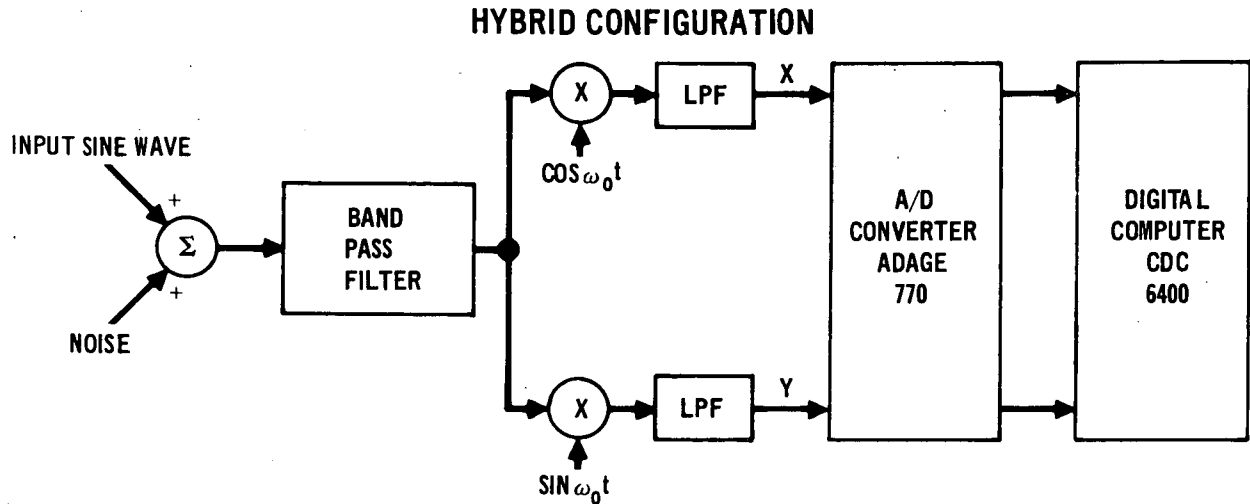 HYBRID CONFIGURATION
INPUT SINE WAVE
+
Σ
+
NOISE
BAND
PASS
FILTER
X
COS ω₀t
LPF
X
X
SIN ω₀t
LPF
Y
A/D
CONVERTER
ADAGE
770
DIGITAL
COMPUTER
CDC
6400